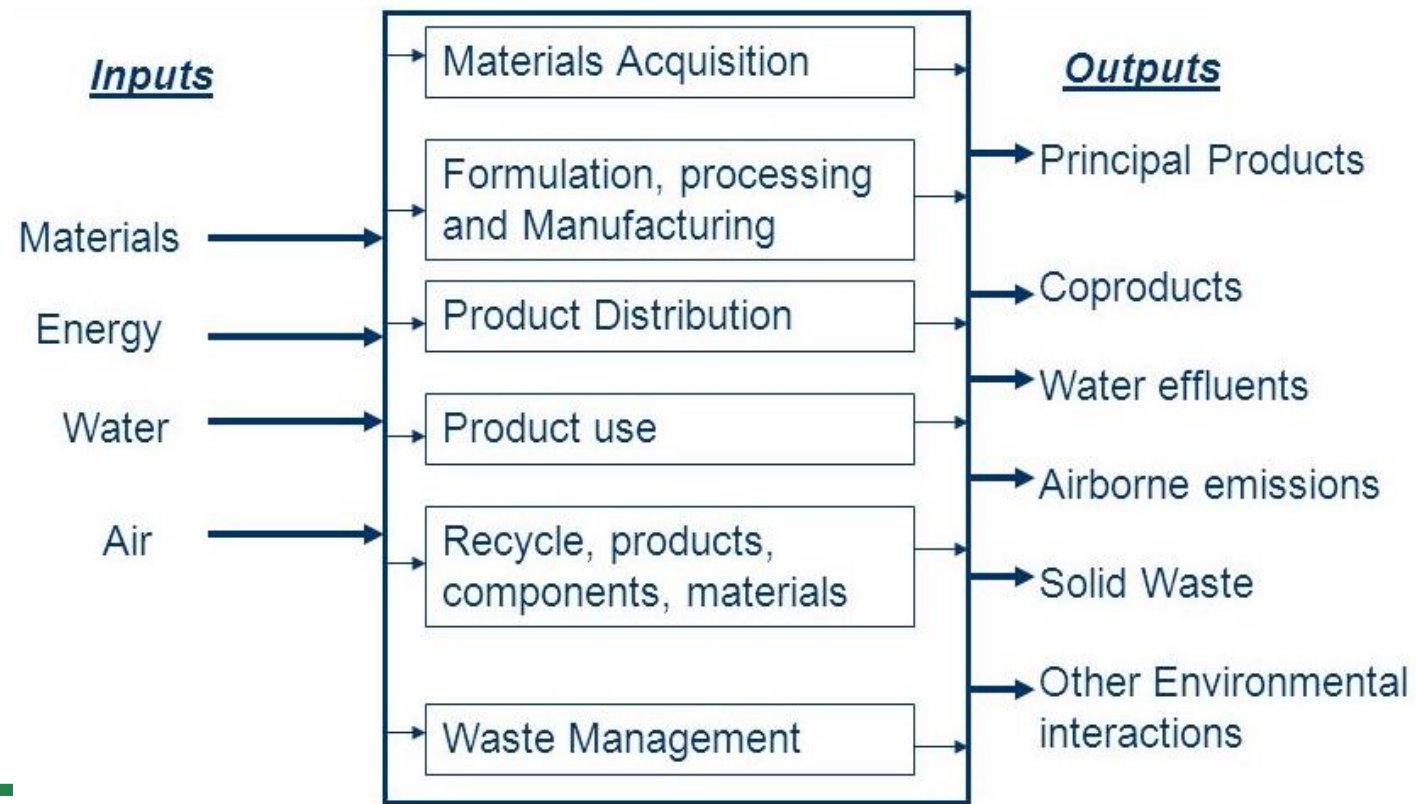 Inputs
Materials
Energy
Water
Air
Materials Acquisition
Formulation, processing
and Manufacturing
Product Distribution
Product use
Recycle, products,
components, materials
Waste Management
Outputs
Principal Products
Coproducts
Water effluents
Airborne emissions
Solid Waste
Other Environmental
interactions